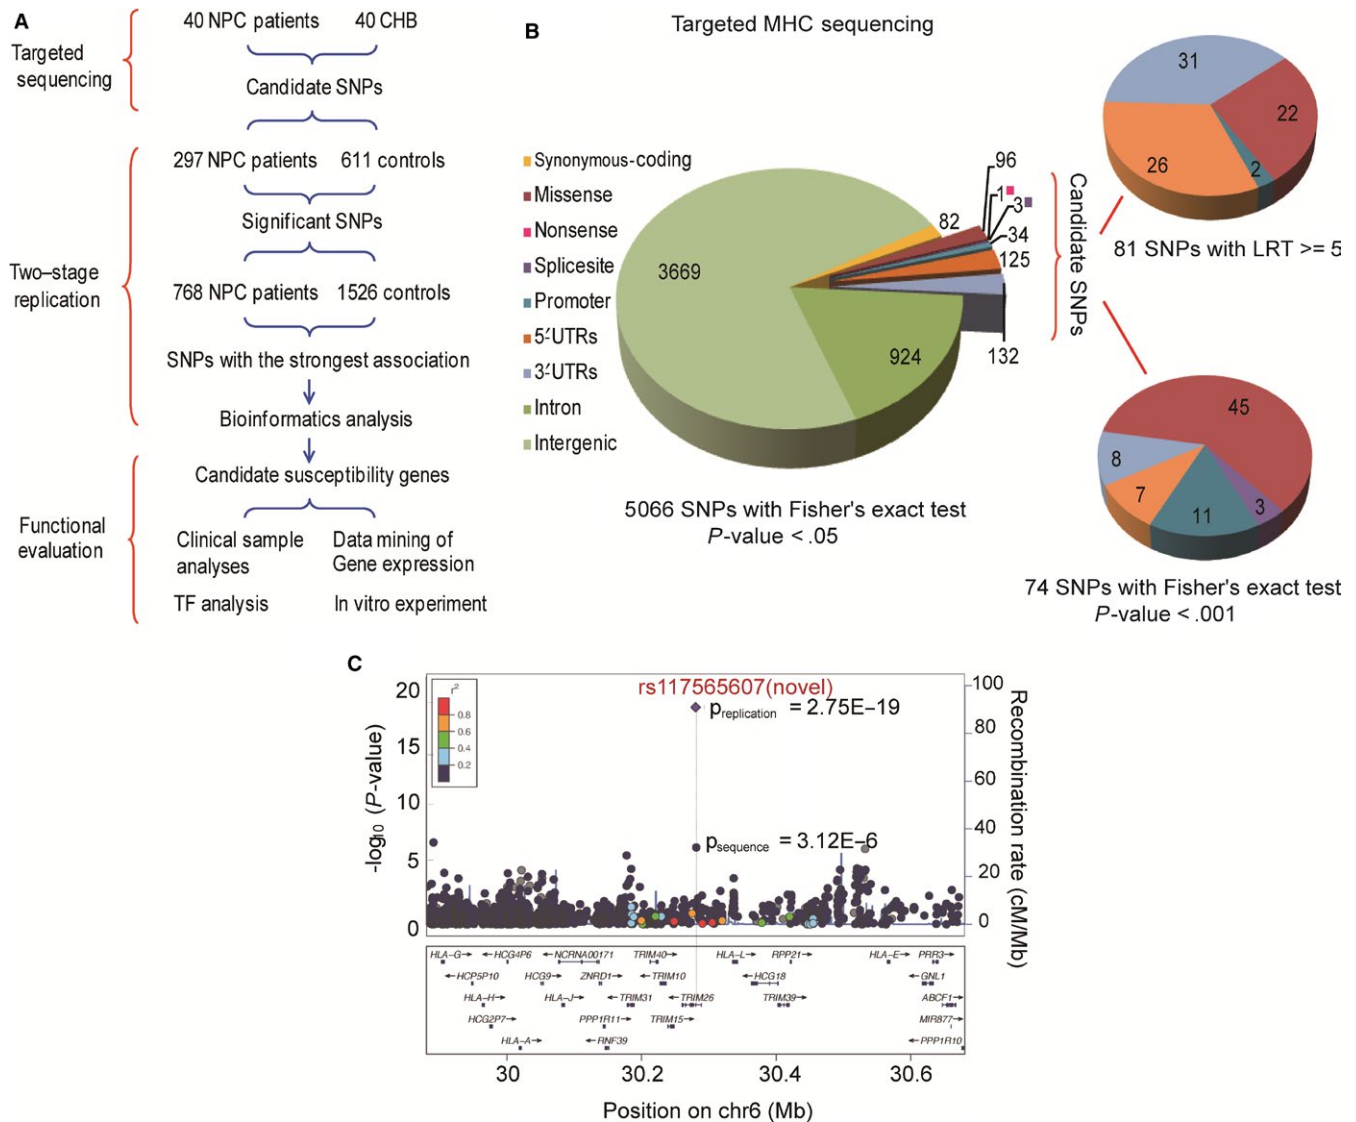 A
40 NPC patients 40 CHB
Targeted
sequencing
Candidate SNPs
297 NPC patients 611 controls
Significant SNPs
Two–stage
replication
768 NPC patients 1526 controls
SNPs with the strongest association
Bioinformatics analysis
Candidate susceptibility genes
Functional
evaluation
Clinical sample
analyses
Data mining of
Gene expression
TF analysis
In vitro experiment
B
Targeted MHC sequencing
Synonymous-coding
Missense
Nonsense
Splicesite
Promoter
5'-UTRs
3'-UTRs
Intron
Intergenic
3669
82
96
1
3
34
125
132
924
Candidate SNPs
5066 SNPs with Fisher's exact test
P-value < .05
31
22
26
2
81 SNPs with LRT >= 5
45
8
7
11
3
74 SNPs with Fisher's exact test
P-value < .001
C
rs117565607(novel)
preplication = 2.75E–19
psequence = 3.12E–6
r2
0.8
0.6
0.4
0.2
-log10 (P-value)
20
15
10
5
0
Recombination rate (cM/Mb)
100
80
60
40
20
0
HLA–G→ ←HCG4P6 ←NCRNA00171 TRIM40→ HLA–L→ RPP21→ HLA–E→ PRR3→
←HCP5P10 HCG9→ ZNRD1→ ←TRIM10 ←HCG18 GNL1
HLA–H→ HLA–J→ ←TRIM31 ←TRIM26 TRIM39→ ABCF1→
HCG2P7→ PPP1R11→ TRIM15→ MIR877→
HLA–A→ ←RNF39 ←PPP1R10
30 30.2 30.4 30.6
Position on chr6 (Mb)